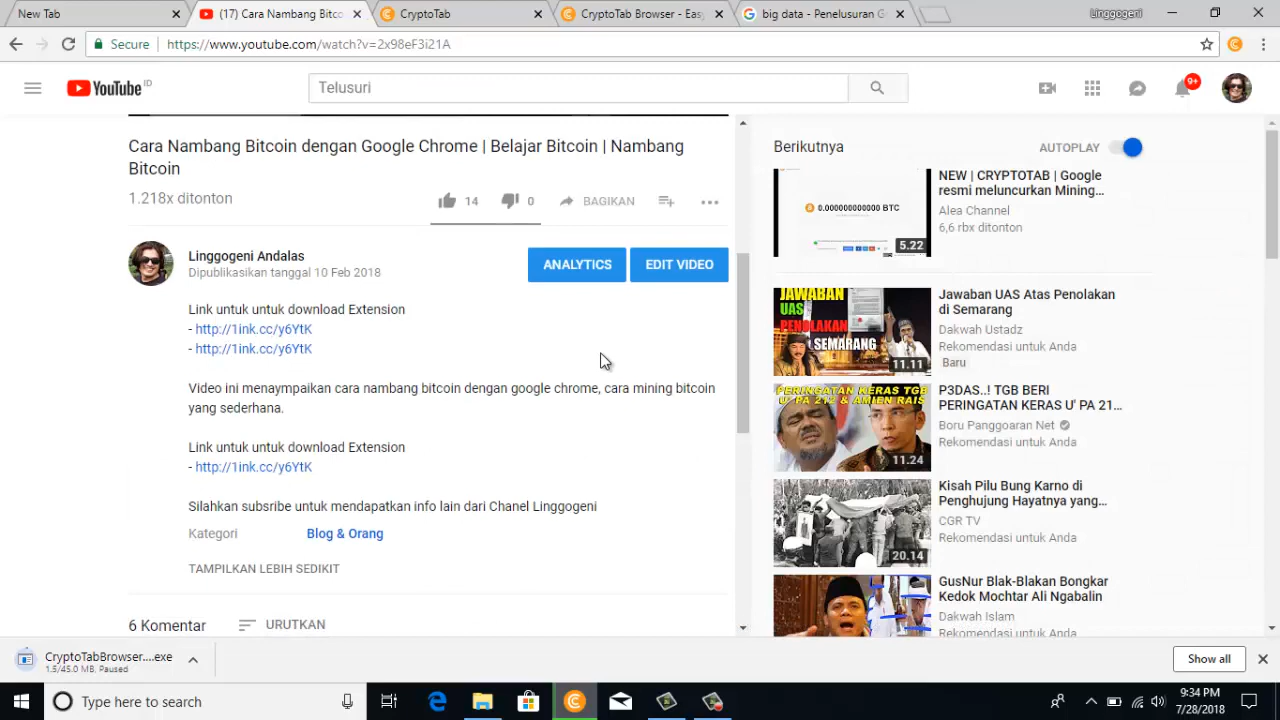 New Tab
(17) Cara Nambang Bitco
CryptoTab
CryptoTab Browser - Eas
big data - Penelusuran G
Linggogeni
Secure
https://www.youtube.com/watch?v=2x98eF3i21A
YouTube ID
Telusuri
9+
Cara Nambang Bitcoin dengan Google Chrome | Belajar Bitcoin | Nambang
Bitcoin
1.218x ditonton
14
0
BAGIKAN
Linggogeni Andalas
Dipublikasikan tanggal 10 Feb 2018
ANALYTICS
EDIT VIDEO
Link untuk untuk download Extension
- http://1ink.cc/y6YtK
- http://1ink.cc/y6YtK
Video ini menaympaikan cara nambang bitcoin dengan google chrome, cara mining bitcoin
yang sederhana.
Link untuk untuk download Extension
- http://1ink.cc/y6YtK
Silahkan subsribe untuk mendapatkan info lain dari Chanel Linggogeni
Kategori
Blog & Orang
TAMPILKAN LEBIH SEDIKIT
6 Komentar
URUTKAN
Berikutnya
AUTOPLAY
0.000000000000 BTC
5.22
NEW | CRYPTOTAB | Google
resmi meluncurkan Mining...
Alea Channel
6,6 rbx ditonton
JAWABAN
UAS
PENOLAKAN
SEMARANG
11.11
Jawaban UAS Atas Penolakan
di Semarang
Dakwah Ustadz
Rekomendasi untuk Anda
Baru
PERINGATAN KERAS TGB
U' PA 212 & AMIEN RAIS
11.24
P3DAS..! TGB BERI
PERINGATAN KERAS U' PA 21...
Boru Panggoaran Net
Rekomendasi untuk Anda
20.14
Kisah Pilu Bung Karno di
Penghujung Hayatnya yang...
CGR TV
Rekomendasi untuk Anda
GusNur Blak-Blakan Bongkar
Kedok Mochtar Ali Ngabalin
Dakwah Islam
Rekomendasi untuk Anda
CryptoTabBrowser....exe
1.5/45.0 MB, Paused
Show all
Type here to search
9:34 PM
7/28/2018